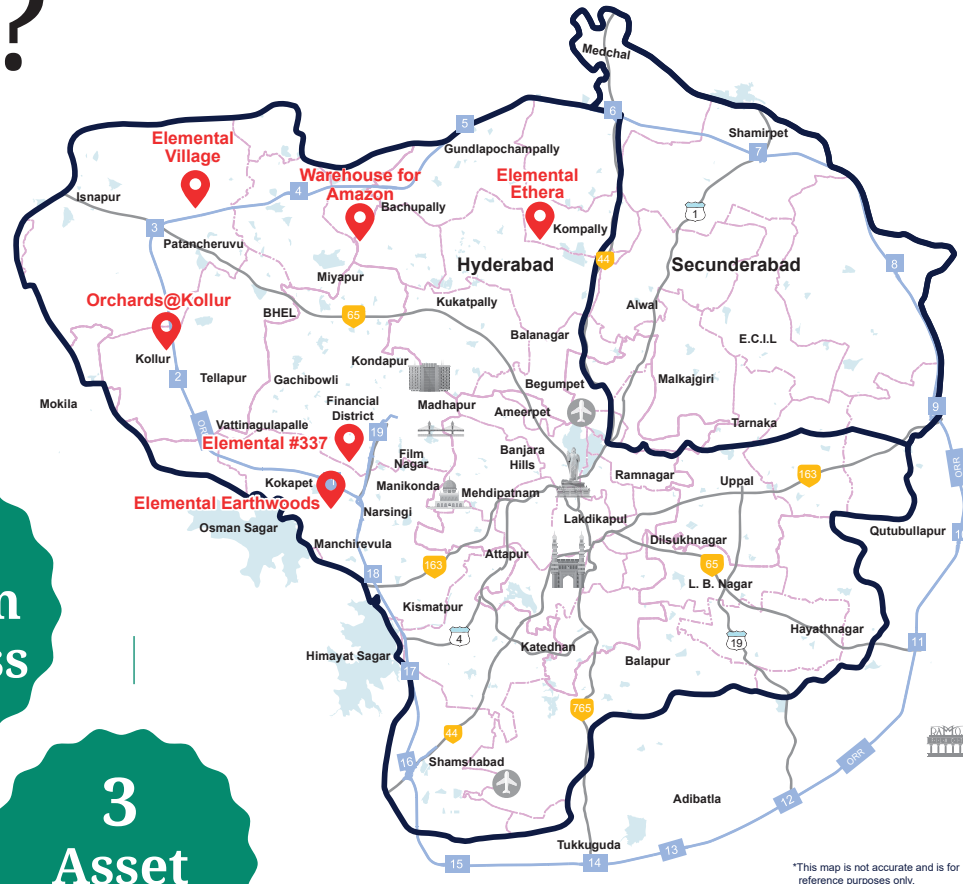 ?
Medchal
6
5
Shamirpet
7
Elemental
Village
Gundlapochampally
Warehouse for
Amazon
Elemental
Ethera
Isnapur
4
Bachupally
1
3
Kompally
Patancheruvu
44
8
Hyderabad
Secunderabad
Miyapur
Orchards@Kollur
Kukatpally
Alwal
BHEL
65
Balanagar
E.C.I.L
Kollur
Kondapur
2
Tellapur
Gachibowli
Begumpet
Malkajgiri
Mokila
Financial
District
Madhapur
Ameerpet
9
ORR
Vattinagulapalle
19
Tarnaka
Elemental #337
Film
Nagar
Banjara
Hills
ORR
Kokapet
Manikonda
Mehdipatnam
Ramnagar
Uppal
163
Elemental Earthwoods
Narsingi
Lakdikapul
Osman Sagar
Manchirevula
Attapur
Dilsukhnagar
Qutubullapur
163
65
18
L. B. Nagar
Kismatpur
4
Katedhan
19
Hayathnagar
11
Himayat Sagar
17
Balapur
765
44
16
Shamshabad
ORR
Adibatla
12
3
Asset
Tukkuguda
13
15
14
*This map is not accurate and is for
reference purposes only.